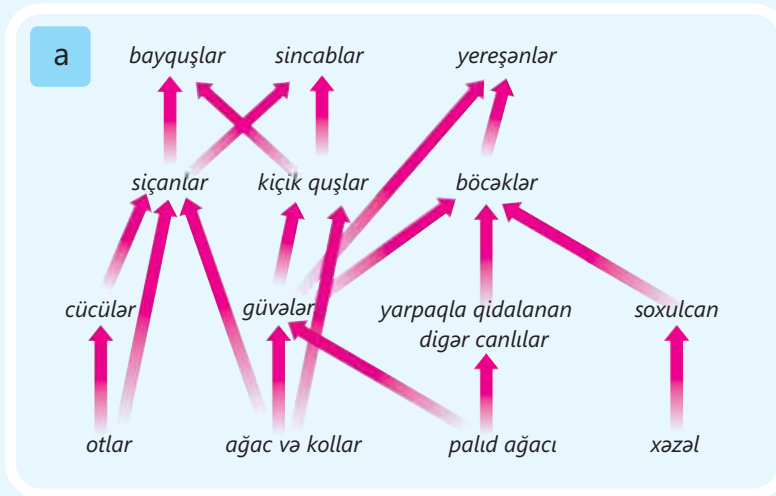 a
bayquşlar sincablar yereşənlər
siçanlar kiçik quşlar böcəklər
cücülər güvələr yarpaqla qidalanan soxulcan
digər canlılar
otlar ağac və kollar palıd ağacı xəzəl